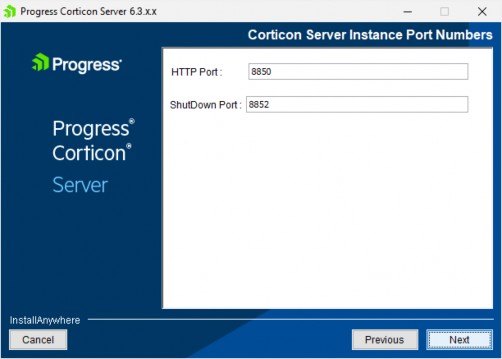 Progress Corticon Server 6.3.x.x
Corticon Server Instance Port Numbers
Progress®
HTTP Port : 8850
ShutDown Port : 8852
Progress®
Corticon®
Server
InstallAnywhere
Cancel Previous Next